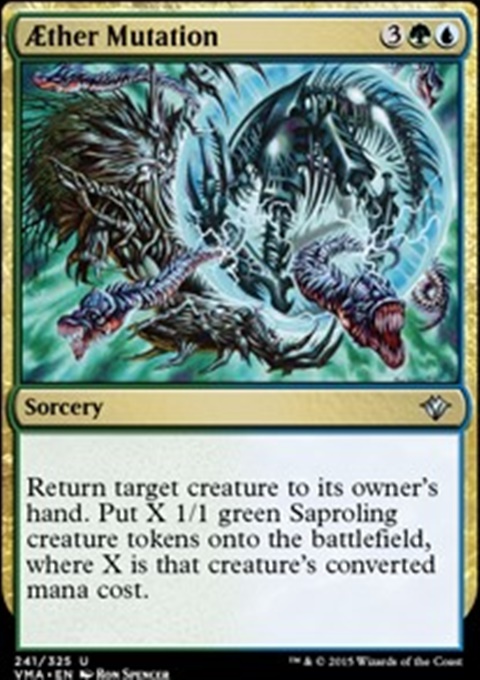 Æther Mutation 3
Sorcery
Return target creature to its owner's
hand. Put X 1/1 green Saproling
creature tokens onto the battlefield,
where X is that creature's converted
mana cost.
241/325 U
VMA • EN Ron Spencer
™ & © 2015 Wizards of the Coast